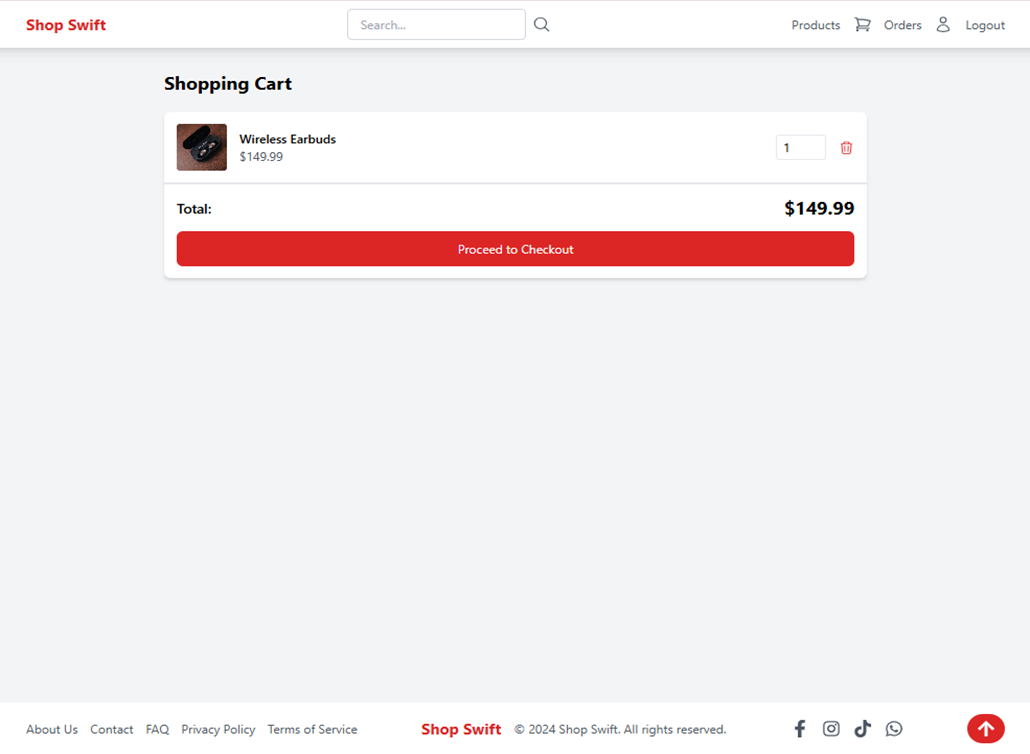 Shop Swift
Search...
Products Orders Logout
Shopping Cart
Wireless Earbuds
$149.99
1
Total: $149.99
Proceed to Checkout
About Us Contact FAQ Privacy Policy Terms of Service Shop Swift © 2024 Shop Swift. All rights reserved.